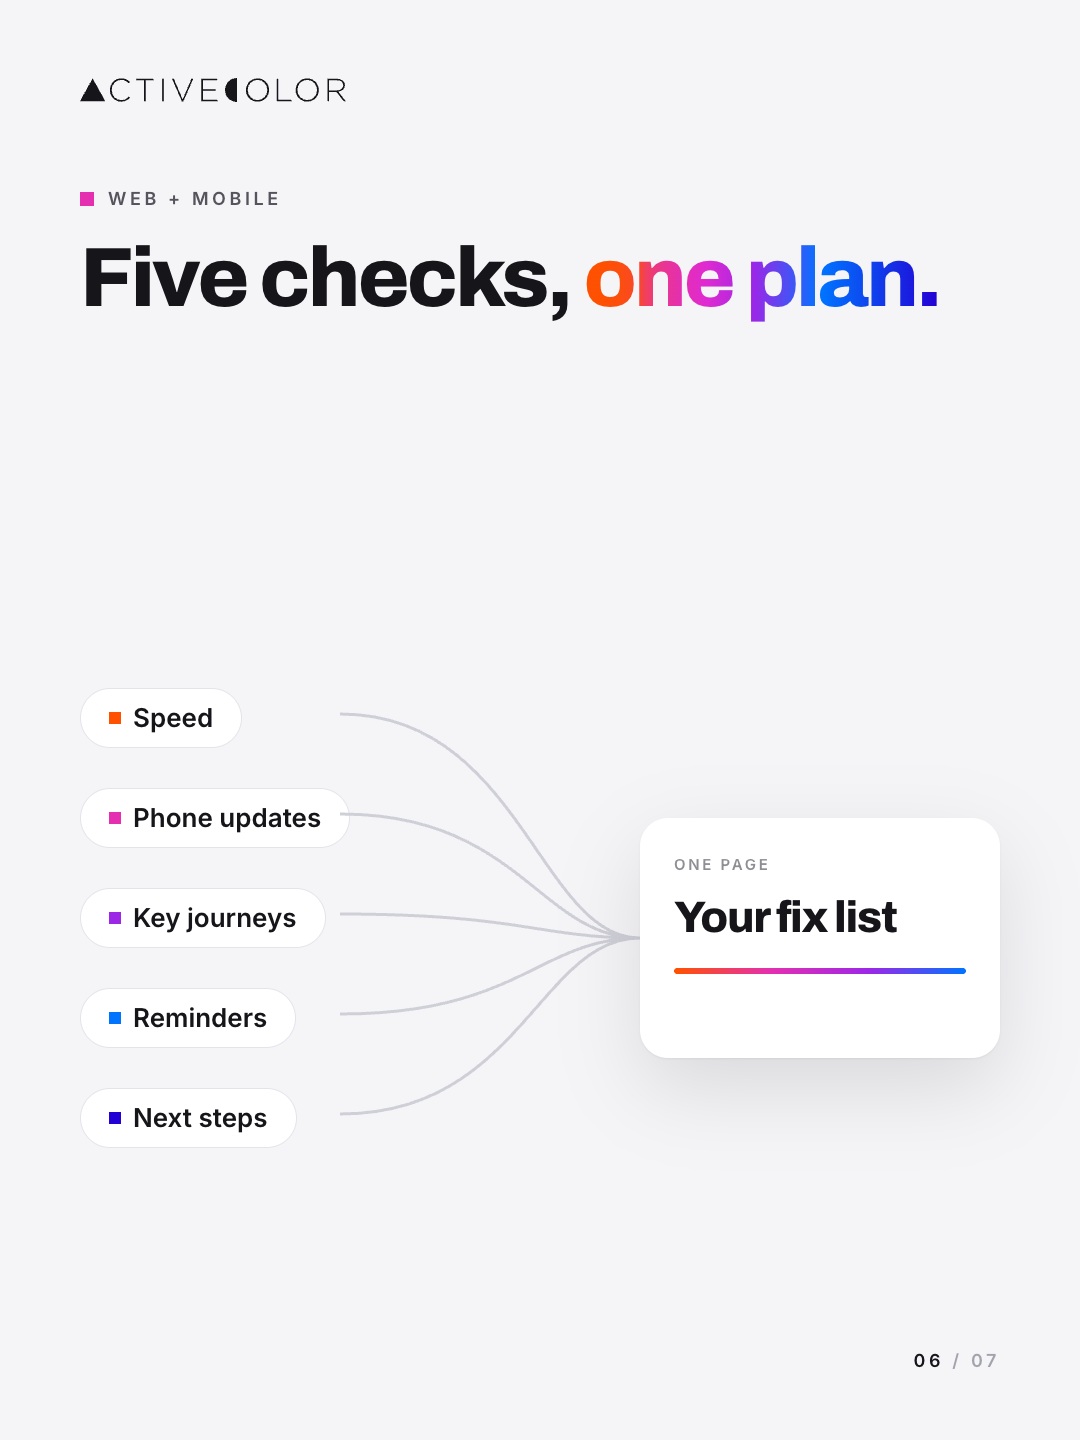 ACTIVECOLOR
WEB + MOBILE
Five checks, one plan.
Speed
Phone updates
Key journeys
Reminders
Next steps
ONE PAGE
Your fix list
06 / 07